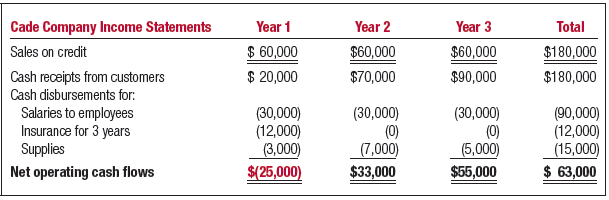 Cade Company Income Statements Year 1 Year 2 Year 3 Total
Sales on credit $ 60,000 $60,000 $60,000 $180,000
Cash receipts from customers $ 20,000 $70,000 $90,000 $180,000
Cash disbursements for:
Salaries to employees (30,000) (30,000) (30,000) (90,000)
Insurance for 3 years (12,000) (0) (0) (12,000)
Supplies (3,000) (7,000) (5,000) (15,000)
Net operating cash flows $(25,000) $33,000 $55,000 $ 63,000